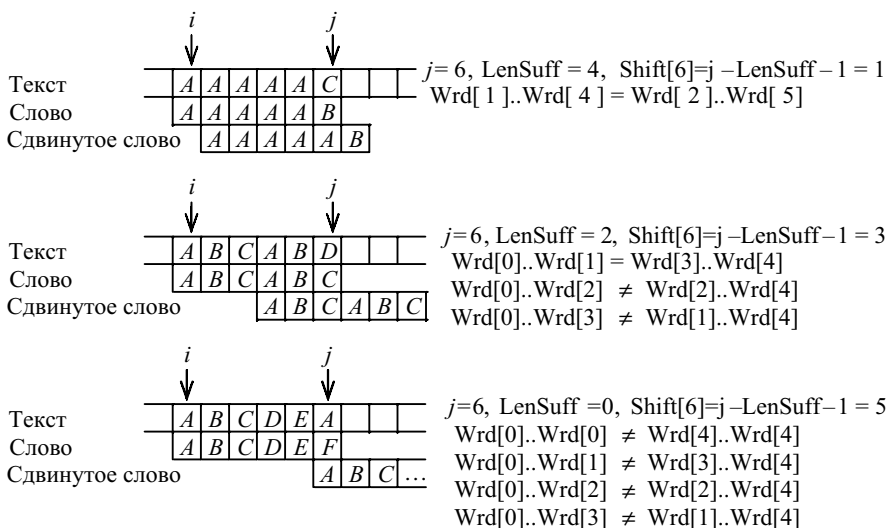 i j
Текст A A A A A C
Слово A A A A A B
Сдвинутое слово A A A A A B
j= 6, LenSuff = 4, Shift[6]=j –LenSuff – 1 = 1
Wrd[ 1 ]..Wrd[ 4 ] = Wrd[ 2 ]..Wrd[ 5]
i j
Текст A B C A B D
Слово A B C A B C
Сдвинутое слово A B C A B C
j=6, LenSuff = 2, Shift[6]=j –LenSuff – 1 = 3
Wrd[0]..Wrd[1] = Wrd[3]..Wrd[4]
Wrd[0]..Wrd[2] ≠ Wrd[2]..Wrd[4]
Wrd[0]..Wrd[3] ≠ Wrd[1]..Wrd[4]
i j
Текст A B C D E A
Слово A B C D E F
Сдвинутое слово A B C ...
j=6, LenSuff =0, Shift[6]=j –LenSuff – 1 = 5
Wrd[0]..Wrd[0] ≠ Wrd[4]..Wrd[4]
Wrd[0]..Wrd[1] ≠ Wrd[3]..Wrd[4]
Wrd[0]..Wrd[2] ≠ Wrd[2]..Wrd[4]
Wrd[0]..Wrd[3] ≠ Wrd[1]..Wrd[4]